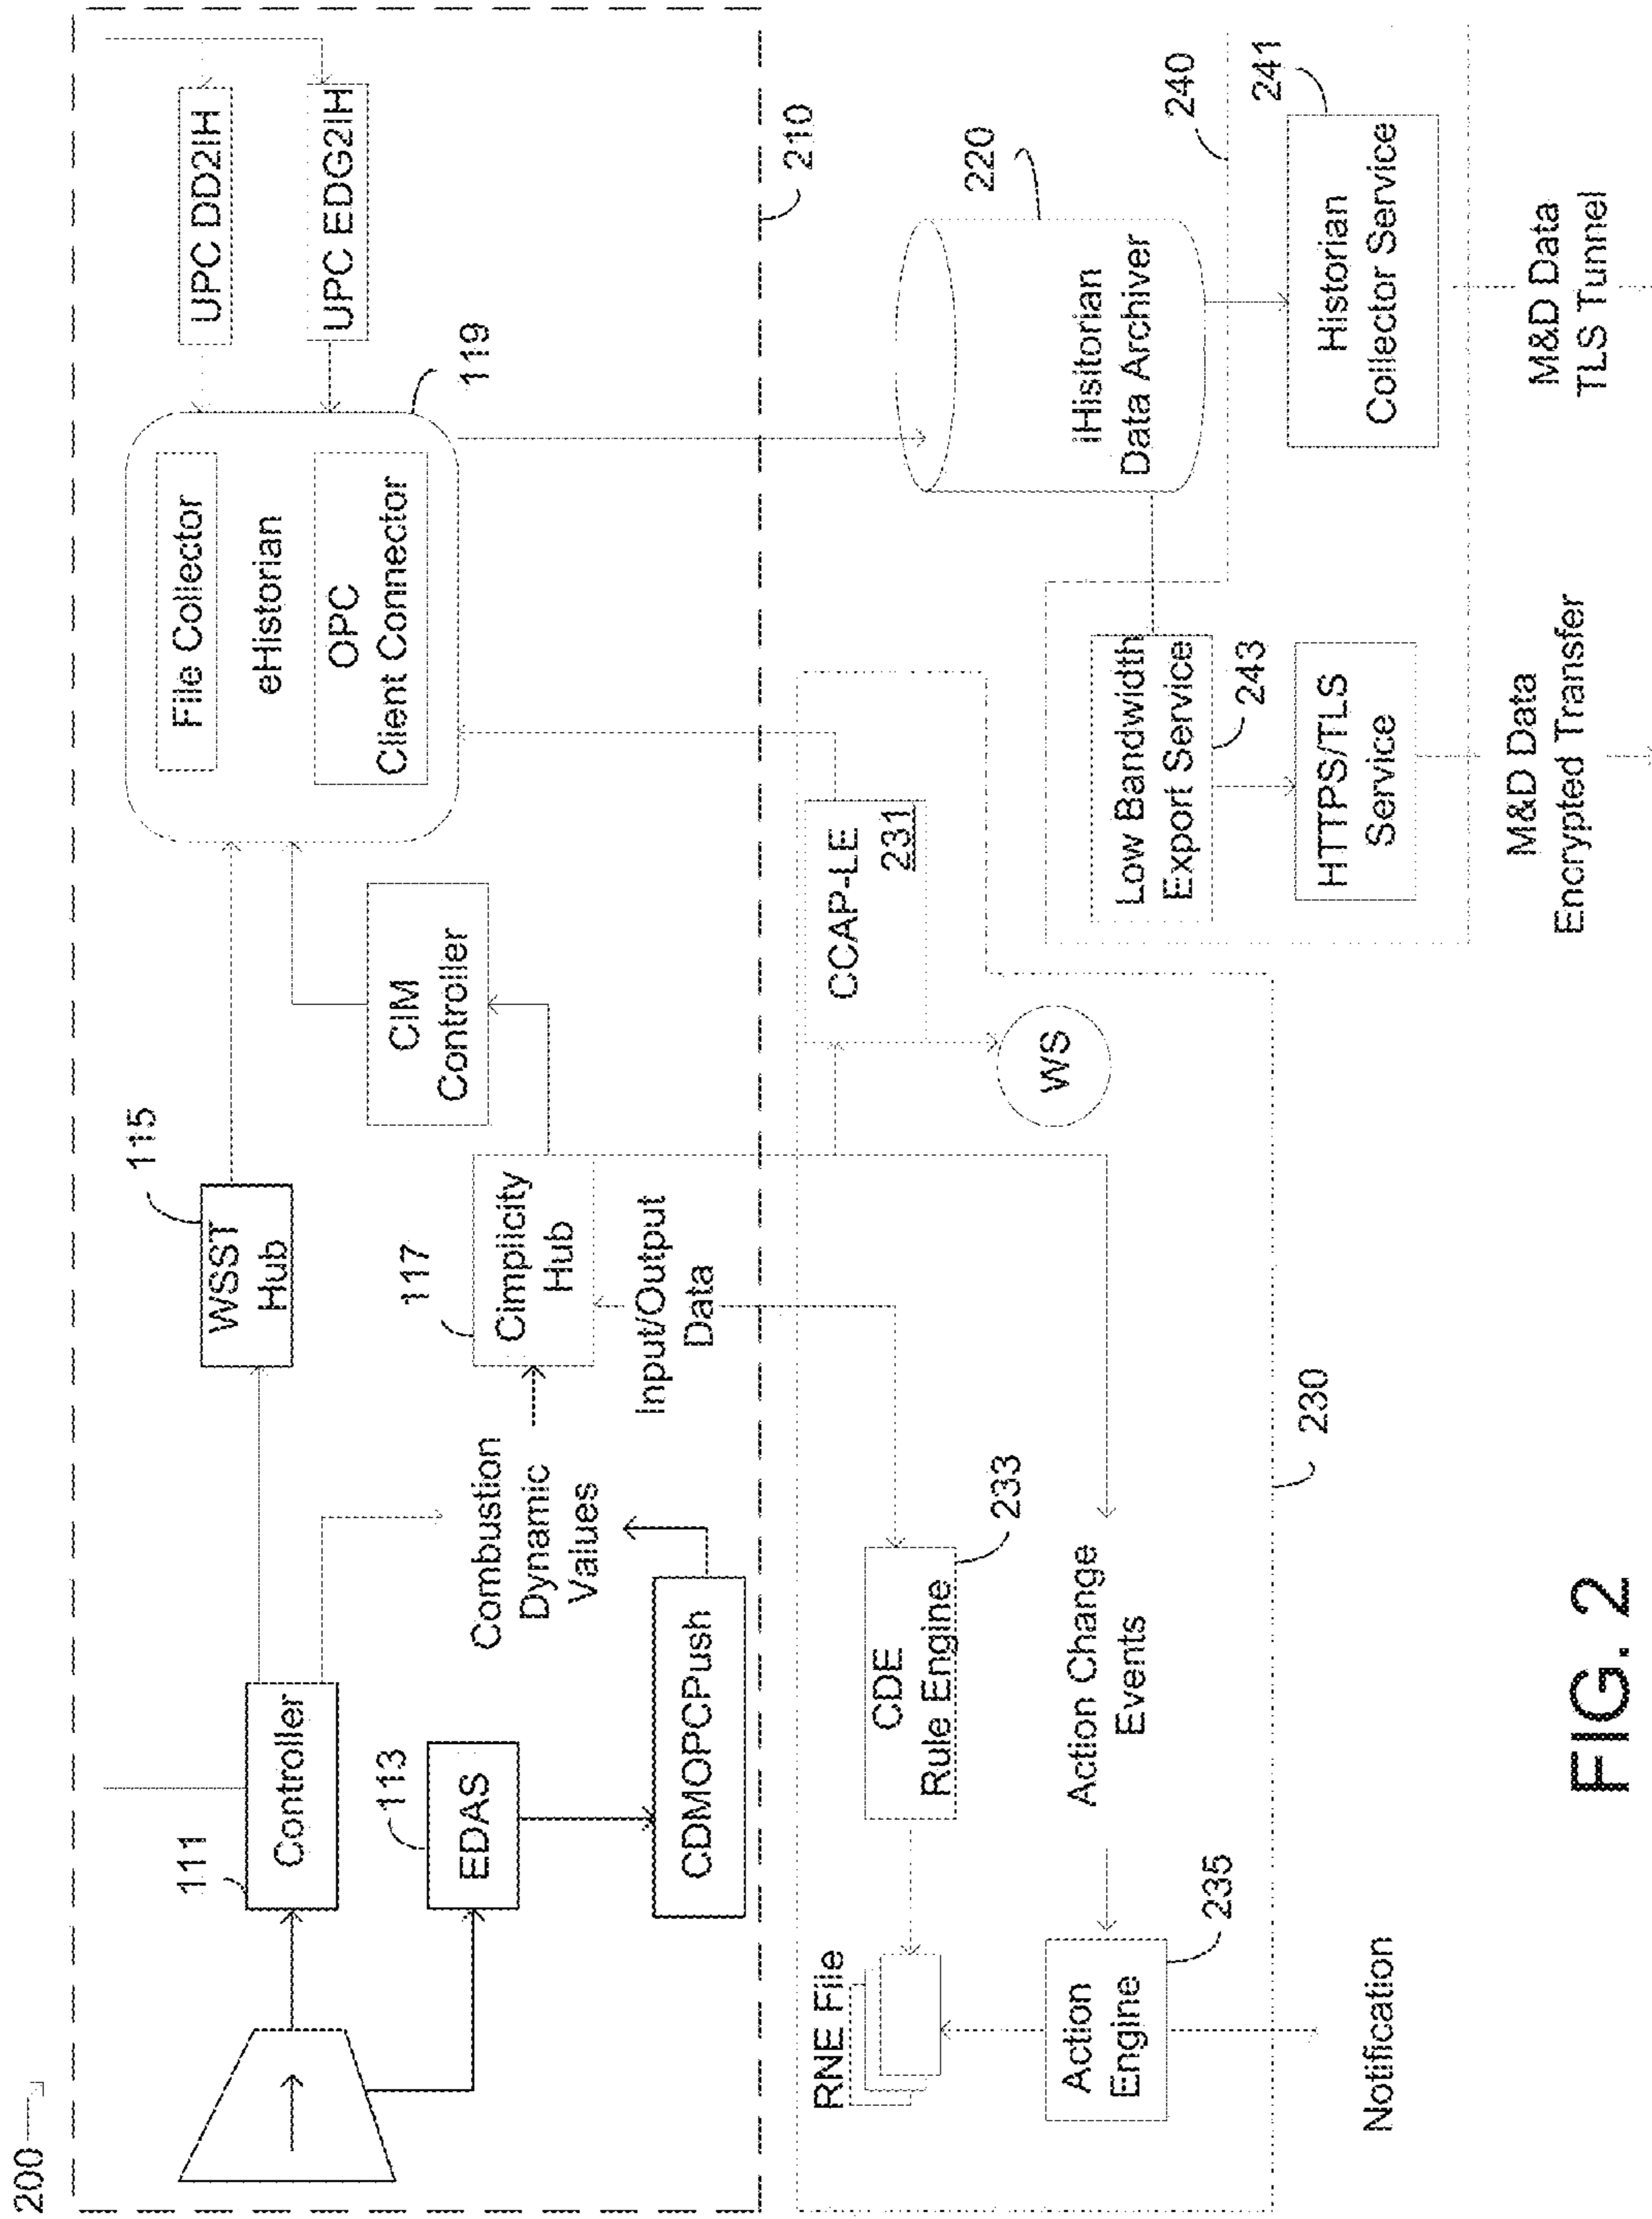 200
111
Controller
113
EDAS
CDMOPCPush
Combustion
Dynamic
Values
115
WSST
Hub
117
Cimplicity
Hub
Input/Output
Data
CIM
Controller
File Collector
eHistorian
OPC
Client Connector
119
UPC DD2IH
UPC EDG2IH
210
RNE File
CDE
Rule Engine
233
Action Change
Events
Action
Engine
235
Notification
230
CCAP-LE
231
WS
220
iHisitorian
Data Archiver
240
241
Low Bandwidth
Export Service
243
HTTPS/TLS
Service
Historian
Collector Service
M&D Data
Encrypted Transfer
M&D Data
TLS Tunnel
FIG. 2